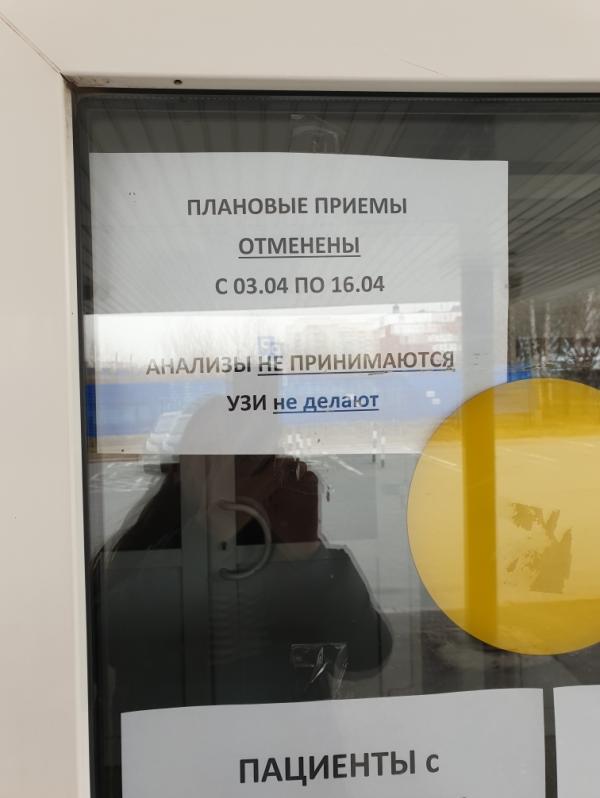 ПЛАНОВЫЕ ПРИЕМЫ
ОТМЕНЕНЫ
С 03.04 ПО 16.04
АНАЛИЗЫ НЕ ПРИНИМАЮТСЯ
УЗИ не делают
ПАЦИЕНТЫ с